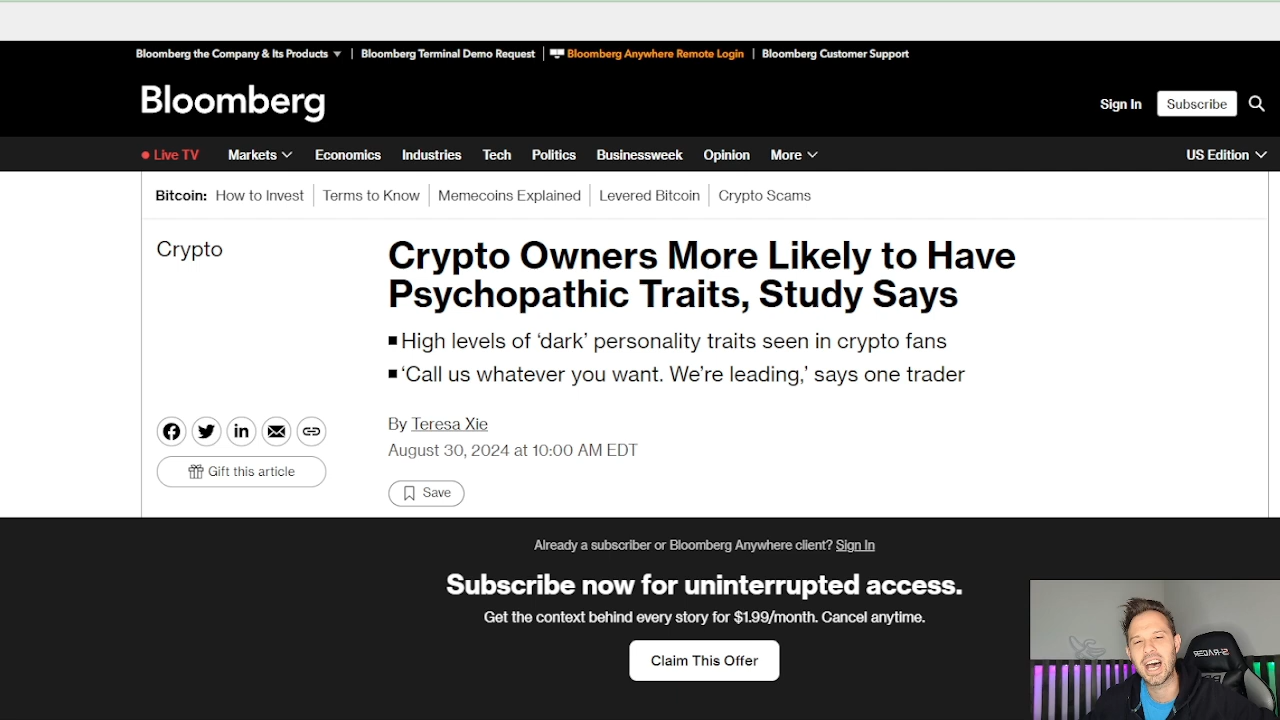 Bloomberg the Company & Its Products
Bloomberg Terminal Demo Request
Bloomberg Anywhere Remote Login
Bloomberg Customer Support
Bloomberg
Sign In
Subscribe
Live TV
Markets
Economics
Industries
Tech
Politics
Businessweek
Opinion
More
US Edition
Bitcoin: How to Invest
Terms to Know
Memecoins Explained
Levered Bitcoin
Crypto Scams
Crypto
Crypto Owners More Likely to Have
Psychopathic Traits, Study Says
High levels of ‘dark’ personality traits seen in crypto fans
‘Call us whatever you want. We’re leading,’ says one trader
By Teresa Xie
August 30, 2024 at 10:00 AM EDT
Gift this article
Save
Already a subscriber or Bloomberg Anywhere client? Sign In
Subscribe now for uninterrupted access.
Get the context behind every story for $1.99/month. Cancel anytime.
Claim This Offer
S-RACER